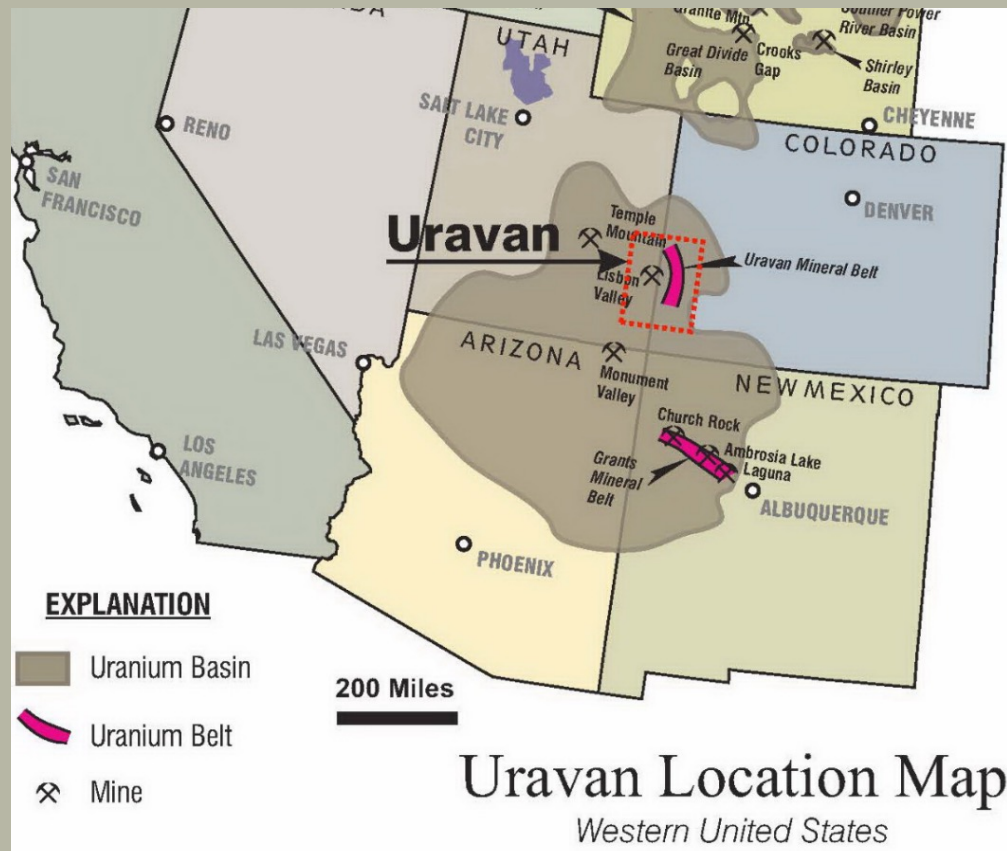 UTAH
Granite Mtn
River Basin
Great Divide
Basin
Crooks
Gap
Shirley
Basin
RENO
SALT LAKE
CITY
CHEYENNE
COLORADO
SAN
FRANCISCO
DENVER
Temple
Mountain
Uravan
Uravan Mineral Belt
Lisbon
Valley
LAS VEGAS
ARIZONA
Monument
Valley
NEW MEXICO
Church Rock
Ambrosia Lake
Laguna
Grants
Mineral
Belt
LOS
ANGELES
ALBUQUERQUE
PHOENIX
EXPLANATION
Uranium Basin
Uranium Belt
Mine
200 Miles
Uravan Location Map
Western United States